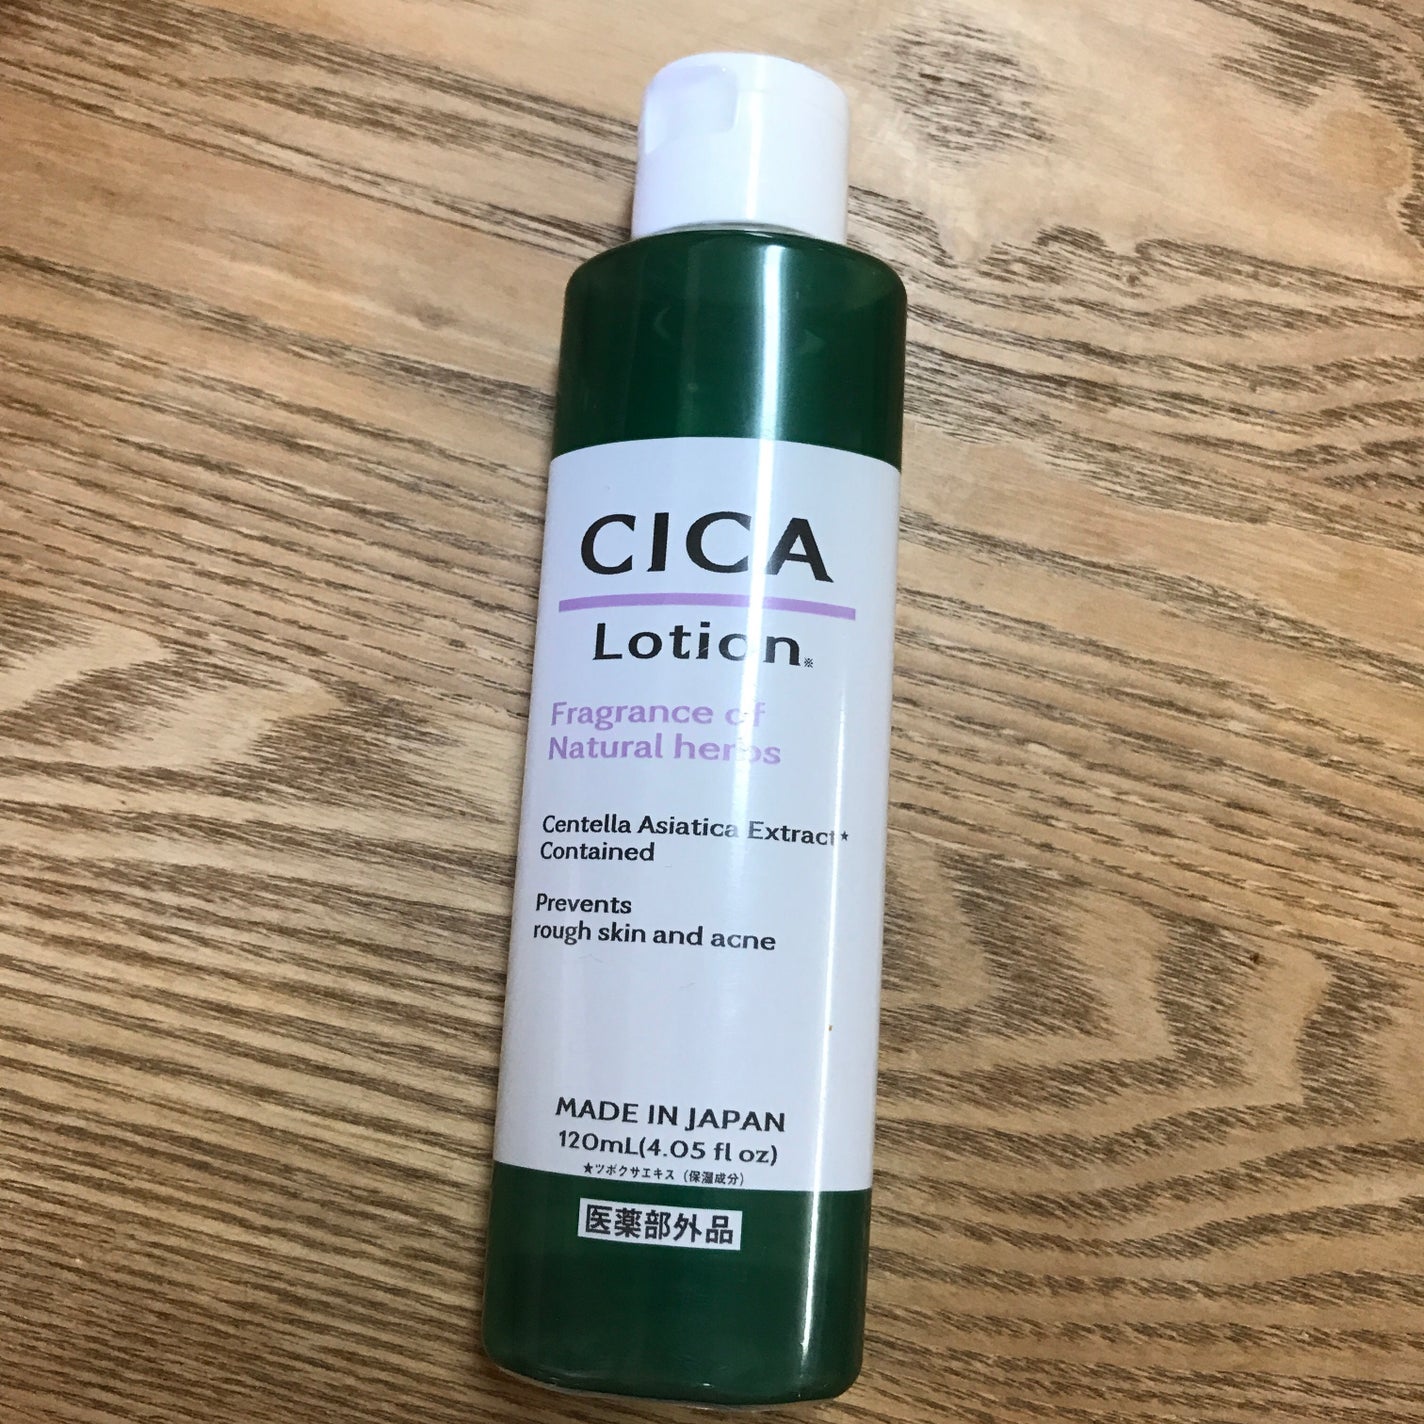 CICA
Lotion※
Fragrance of
Natural herbs
Centella Asiatica Extract★
Contained
Prevents
rough skin and acne
MADE IN JAPAN
120mL(4.05 fl oz)
★ツボクサエキス（保湿成分）
医薬部外品